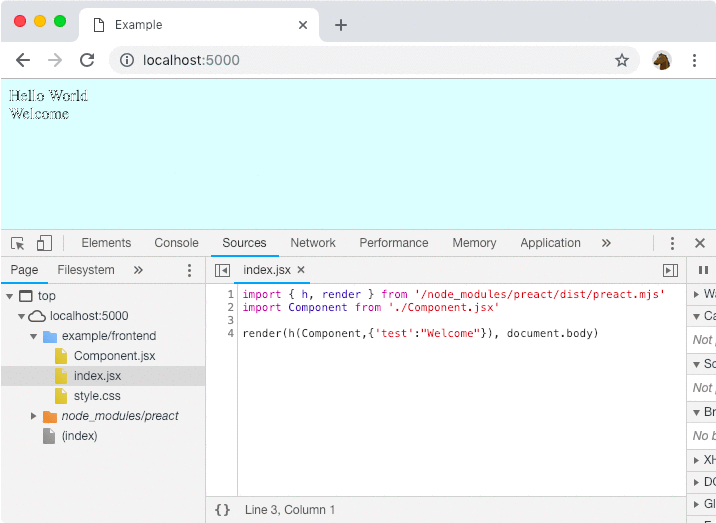 Example
localhost:5000
Hello World
Welcome
Elements Console Sources Network Performance Memory Application »
Page Filesystem »
index.jsx
top
localhost:5000
example/frontend
Component.jsx
index.jsx
style.css
node_modules/preact
(index)
1 import { h, render } from '/node_modules/preact/dist/preact.mjs'
2 import Component from './Component.jsx'
3
4 render(h(Component,{'test':"Welcome"}), document.body)
{} Line 3, Column 1
Wa
Ca
Not
Sc
Not
Br
No b
XH
DO
Gl